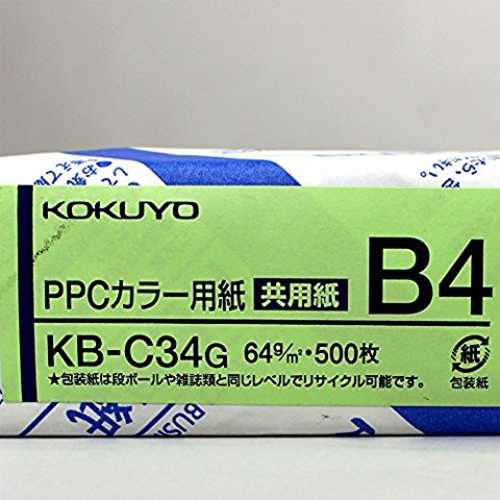 KOKUYO
PPCカラー用紙 共用紙 B4
KB-C34G 64g/m²・500枚
★包装紙は段ボールや雑誌類と同じレベルでリサイクル可能です。
紙
包装紙